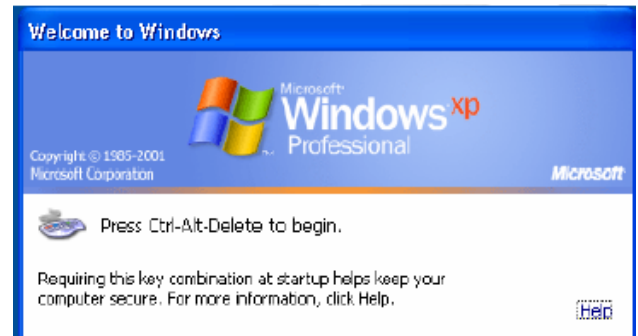 Welcome to Windows
Microsoft
Windows xp
Professional
Copyright © 1985-2001
Microsoft Corporation
Microsoft
Press Ctrl-Alt-Delete to begin.
Requiring this key combination at startup helps keep your
computer secure. For more information, click Help.
Help